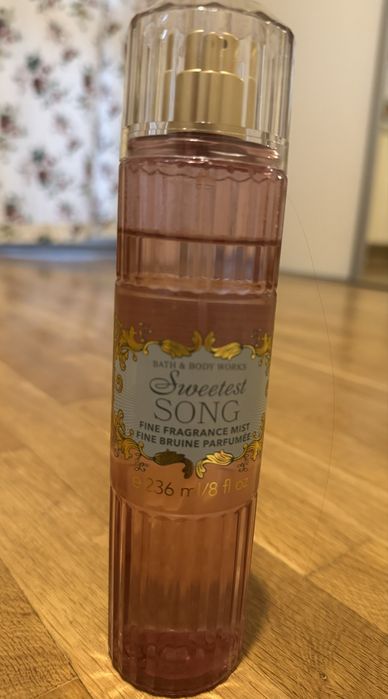 BATH & BODY WORKS
Sweetest
SONG
FINE FRAGRANCE MIST
FINE BRUINE PARFUMÉE
℮ 236 ml/8 fl oz